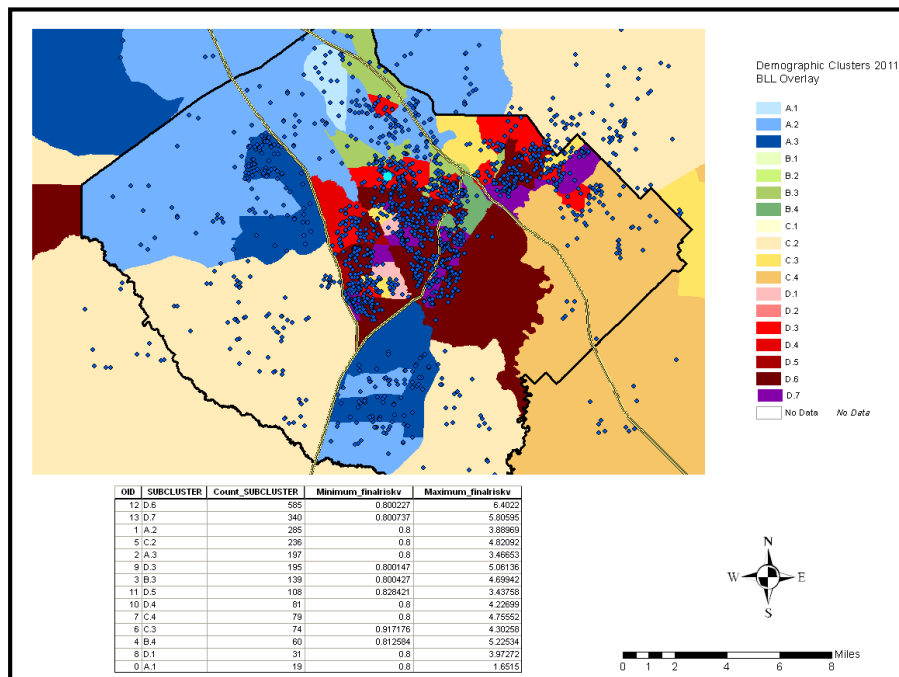 Demographic Clusters 2011
BLL Overlay
A.1
A.2
A.3
B.1
B.2
B.3
B.4
C.1
C.2
C.3
C.4
D.1
D.2
D.3
D.4
D.5
D.6
D.7
No Data No Data
OID SUBCLUSTER Count_SUBCLUSTER Minimum_finalriskv Maximum_finalriskv
12 D.6 585 0.800227 6.4022
13 D.7 340 0.800737 5.80595
1 A.2 285 0.8 3.88969
5 C.2 236 0.8 4.82092
2 A.3 197 0.8 3.46653
9 D.3 195 0.800147 5.06136
3 B.3 139 0.800427 4.69942
11 D.5 108 0.828421 3.43758
10 D.4 81 0.8 4.22699
7 C.4 79 0.8 4.75552
6 C.3 74 0.917176 4.30258
4 B.4 60 0.812584 5.22534
8 D.1 31 0.8 3.97272
0 A.1 19 0.8 1.6515
N
W E
S
Miles
0 1 2 4 6 8